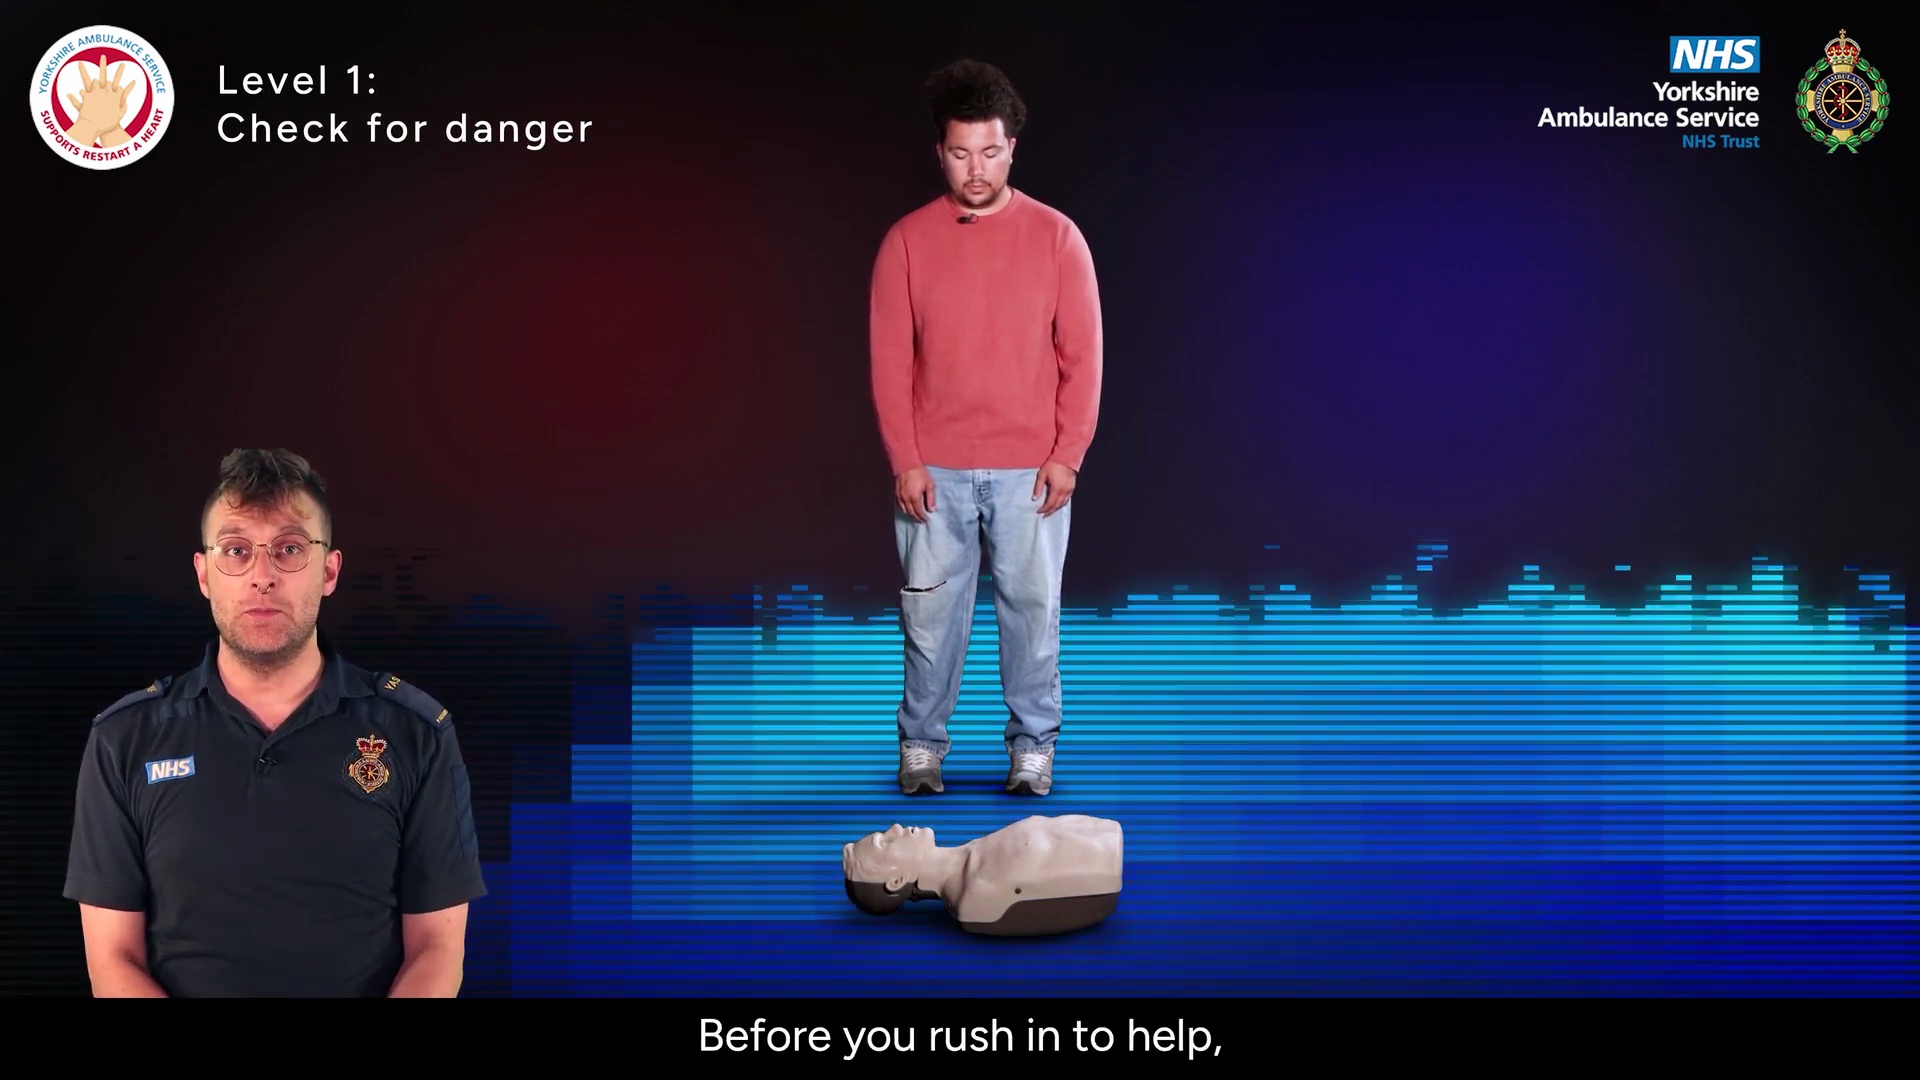 YORKSHIRE AMBULANCE SERVICE
SUPPORTS RESTART A HEART
Level 1:
Check for danger
NHS
Yorkshire
Ambulance Service
NHS Trust
NHS
YAS
Before you rush in to help,